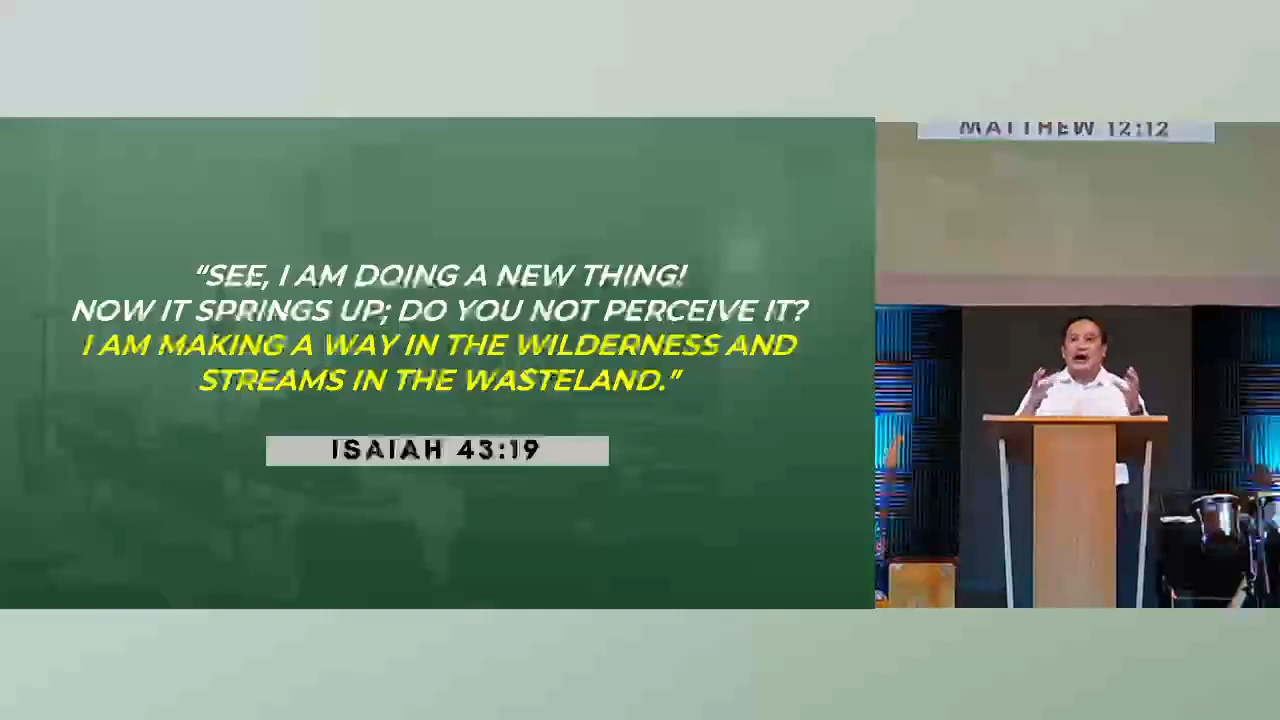 “SEE, I AM DOING A NEW THING!
NOW IT SPRINGS UP; DO YOU NOT PERCEIVE IT?
I AM MAKING A WAY IN THE WILDERNESS AND
STREAMS IN THE WASTELAND.”
ISAIAH 43:19
MATTHEW 12:12